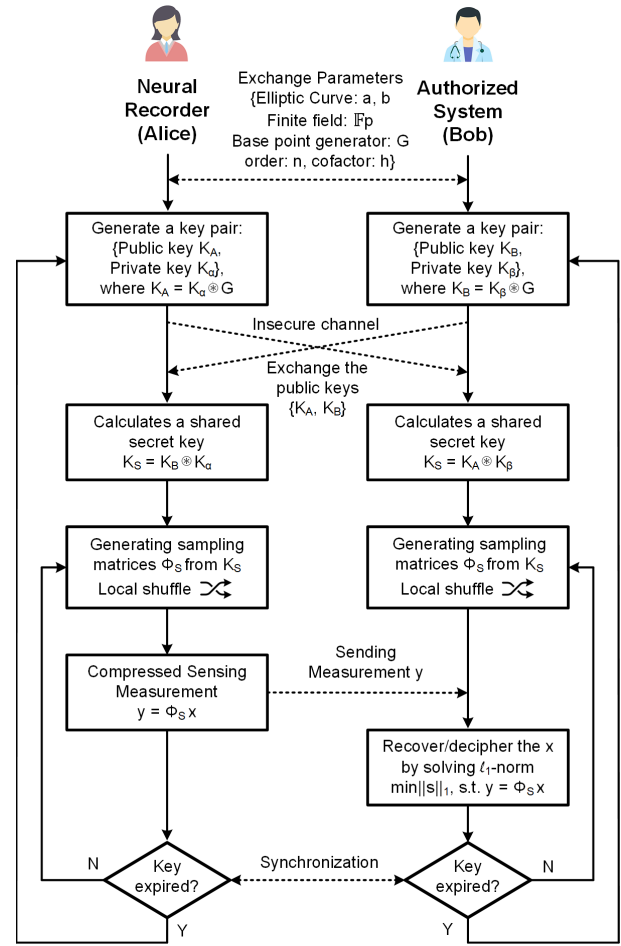 Neural
Recorder
(Alice)
Exchange Parameters
{Elliptic Curve: a, b
Finite field: 𝔽p
Base point generator: G
order: n, cofactor: h}
Authorized
System
(Bob)
Generate a key pair:
{Public key K_A,
Private key K_α},
where K_A = K_α ⊛ G
Generate a key pair:
{Public key K_B,
Private key K_β},
where K_B = K_β ⊛ G
Insecure channel
Exchange the
public keys
{K_A, K_B}
Calculates a shared
secret key
K_S = K_B ⊛ K_α
Calculates a shared
secret key
K_S = K_A ⊛ K_β
Generating sampling
matrices Φ_S from K_S
Local shuffle
Generating sampling
matrices Φ_S from K_S
Local shuffle
Compressed Sensing
Measurement
y = Φ_S x
Sending
Measurement y
Recover/decipher the x
by solving ℓ₁-norm
min||s||₁, s.t. y = Φ_S x
N
Key
expired?
Y
Synchronization
Key
expired?
N
Y